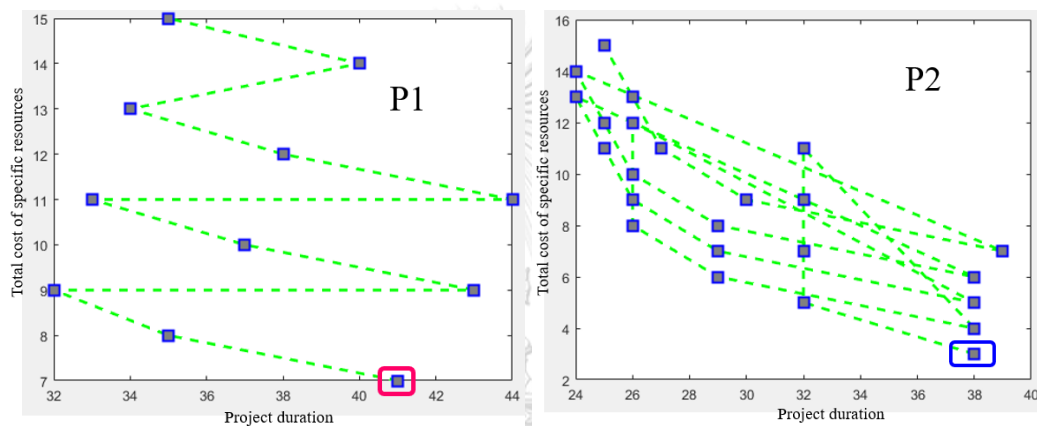 P1
Total cost of specific resources
15
14
13
12
11
10
9
8
7
32 34 36 38 40 42 44
Project duration
P2
Total cost of specific resources
16
14
12
10
8
6
4
2
24 26 28 30 32 34 36 38 40
Project duration